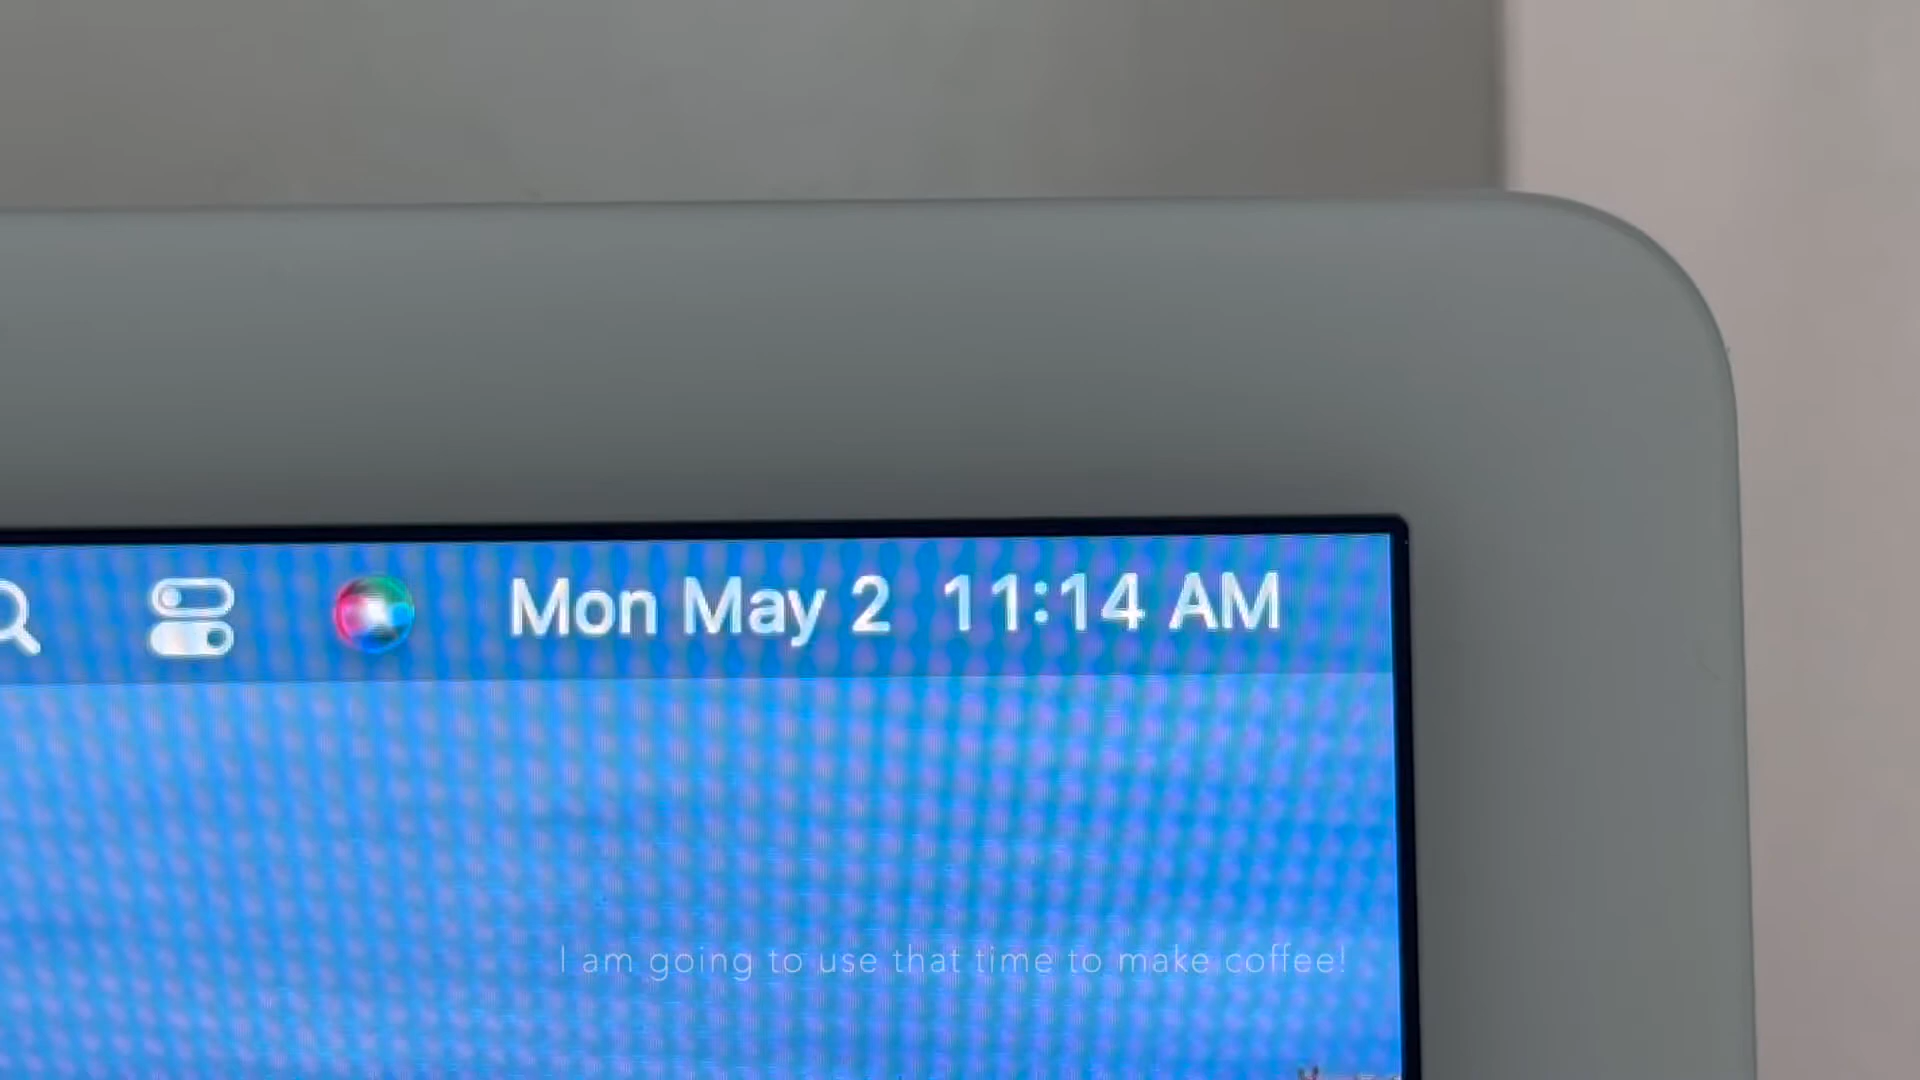 Mon May 2 11:14 AM
I am going to use that time to make coffee!